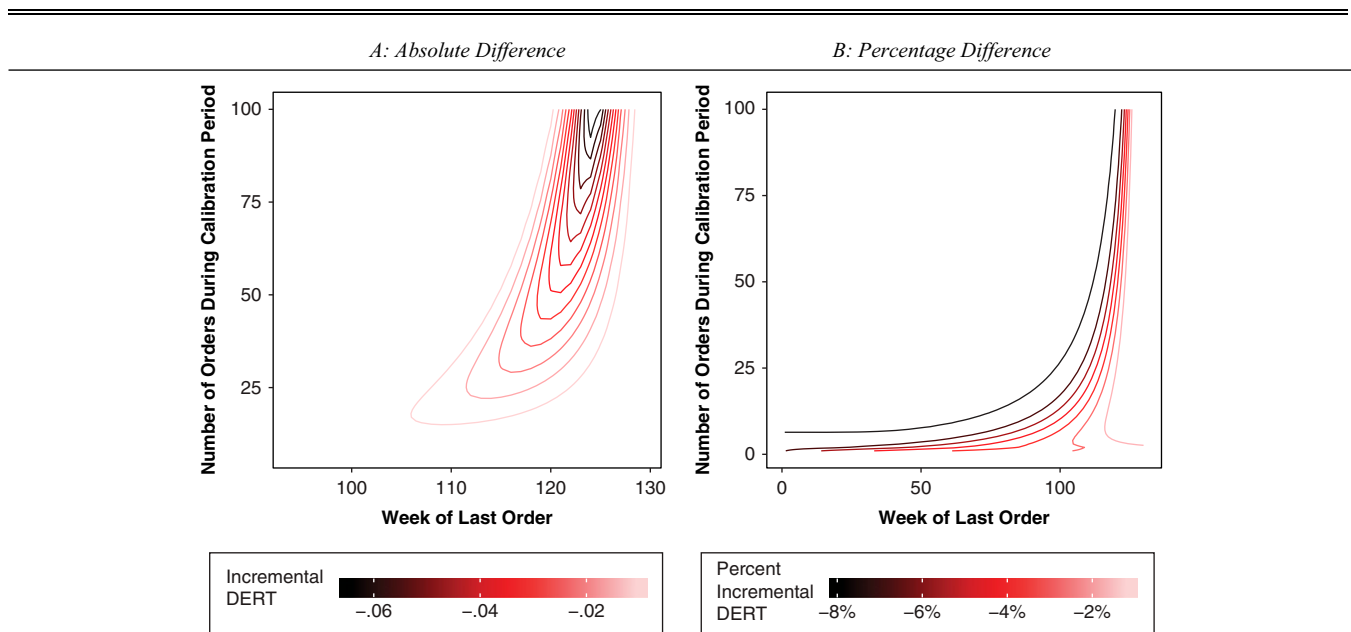 A: Absolute Difference
B: Percentage Difference
Number of Orders During Calibration Period
100
75
50
25
100
110
120
130
Week of Last Order
Number of Orders During Calibration Period
100
75
50
25
0
0
50
100
Week of Last Order
Incremental
DERT
–.06
–.04
–.02
Percent
Incremental
DERT
–8%
–6%
–4%
–2%